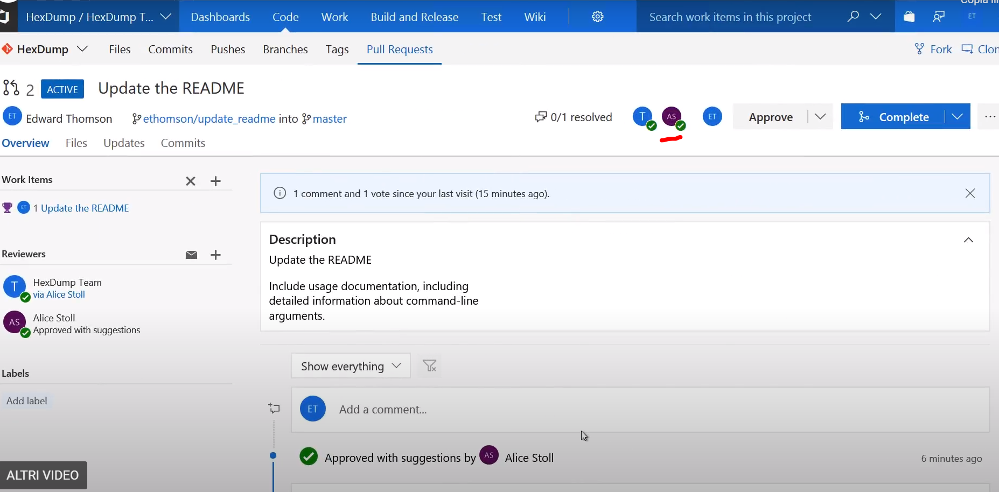 Copia lin
HexDump / HexDump T...
Dashboards
Code
Work
Build and Release
Test
Wiki
Search work items in this project
ET
HexDump
Files
Commits
Pushes
Branches
Tags
Pull Requests
Fork
Clon
2 ACTIVE Update the README
ET Edward Thomson ethomson/update_readme into master
0/1 resolved
T AS ET
Approve
Complete
...
Overview
Files
Updates
Commits
Work Items
ET 1 Update the README
Reviewers
T HexDump Team
via Alice Stoll
AS Alice Stoll
Approved with suggestions
Labels
Add label
1 comment and 1 vote since your last visit (15 minutes ago).
Description
Update the README
Include usage documentation, including
detailed information about command-line
arguments.
Show everything
ET Add a comment...
Approved with suggestions by AS Alice Stoll
6 minutes ago
ALTRI VIDEO